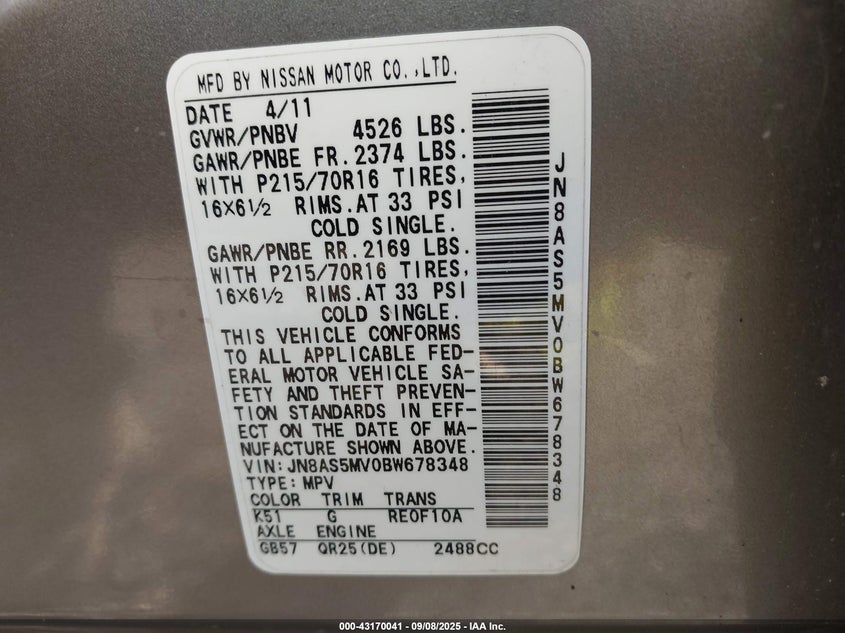 MFD BY NISSAN MOTOR CO.,LTD.
DATE 4/11
GVWR/PNBV 4526 LBS.
GAWR/PNBE FR.2374 LBS.
WITH P215/70R16 TIRES,
16X6½ RIMS.AT 33 PSI
COLD SINGLE.
GAWR/PNBE RR.2169 LBS.
WITH P215/70R16 TIRES,
16X6½ RIMS.AT 33 PSI
COLD SINGLE.
THIS VEHICLE CONFORMS
TO ALL APPLICABLE FED-
ERAL MOTOR VEHICLE SA-
FETY AND THEFT PREVEN-
TION STANDARDS IN EFF-
ECT ON THE DATE OF MA-
NUFACTURE SHOWN ABOVE.
VIN:JN8AS5MV0BW678348
TYPE:MPV
COLOR TRIM TRANS
K51 G RE0F10A
AXLE ENGINE
GB57 QR25(DE) 2488CC
JN8AS5MV0BW678348
000-43170041 - 09/08/2025 - IAA Inc.